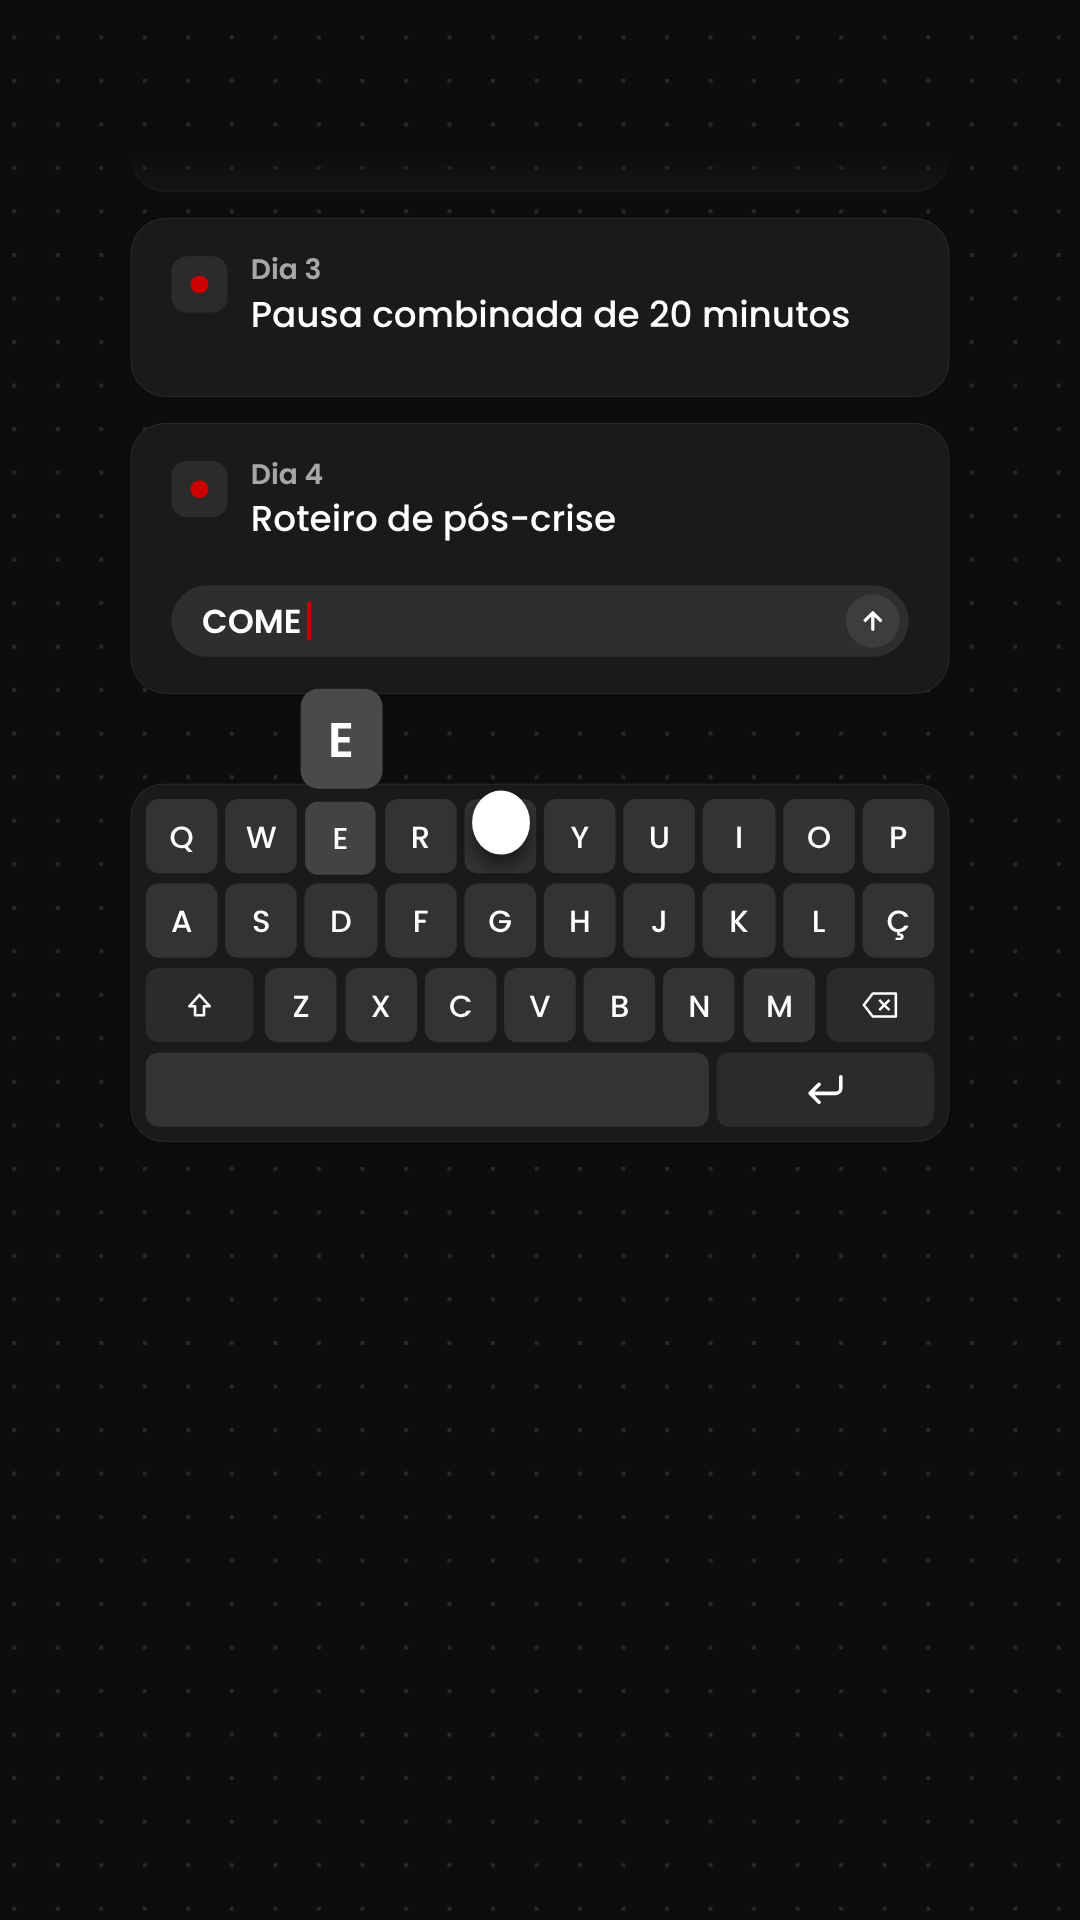 Dia 3
Pausa combinada de 20 minutos
Dia 4
Roteiro de pós-crise
COME
E
Q W E R Y U I O P
A S D F G H J K L Ç
Z X C V B N M